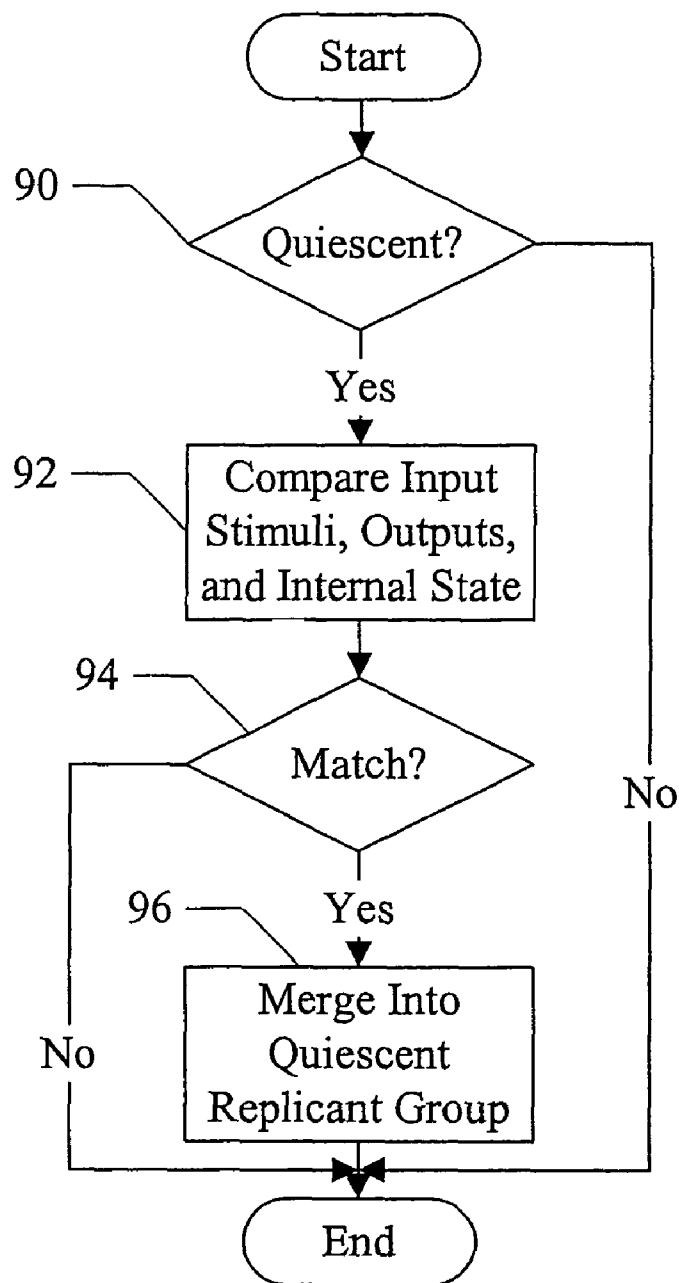 Start
90
Quiescent?
Yes
92
Compare Input
Stimuli, Outputs,
and Internal State
94
Match?
No
96
Yes
Merge Into
Quiescent
Replicant Group
No
End